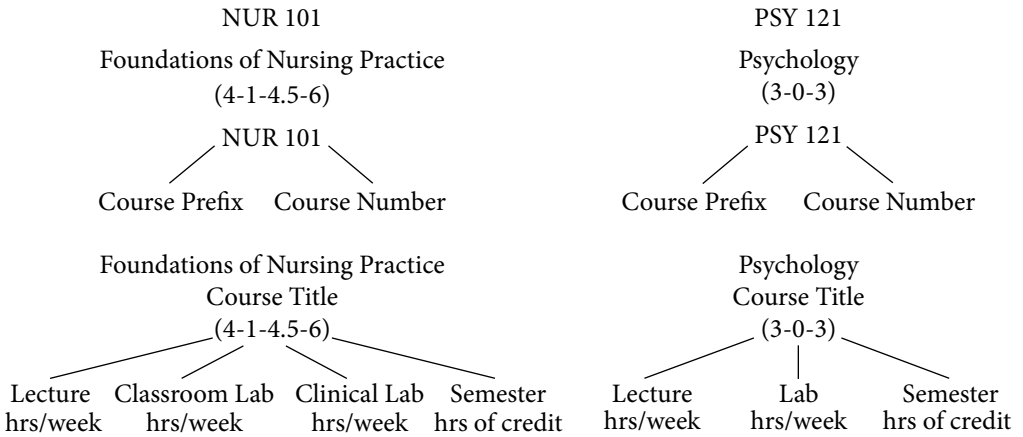 NUR 101
Foundations of Nursing Practice
(4-1-4.5-6)
NUR 101
Course Prefix Course Number
Foundations of Nursing Practice
Course Title
(4-1-4.5-6)
Lecture Classroom Lab Clinical Lab Semester
hrs/week hrs/week hrs/week hrs of credit
PSY 121
Psychology
(3-0-3)
PSY 121
Course Prefix Course Number
Psychology
Course Title
(3-0-3)
Lecture Lab Semester
hrs/week hrs/week hrs of credit